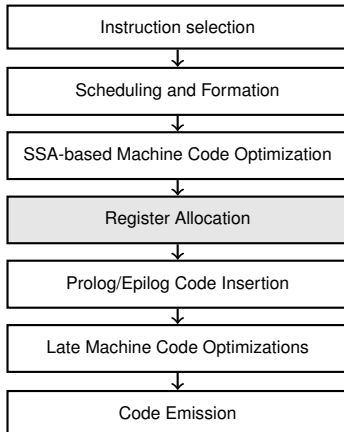 Instruction selection
Scheduling and Formation
SSA-based Machine Code Optimization
Register Allocation
Prolog/Epilog Code Insertion
Late Machine Code Optimizations
Code Emission